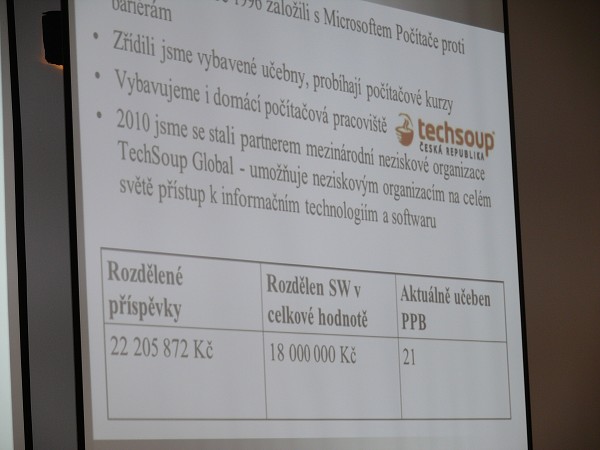 1996 založili s Microsoftem Počítače proti
bariérám
• Zřídili jsme vybavené učebny, probíhají počítačové kurzy
• Vybavujeme i domácí počítačová pracoviště
techsoup
ČESKÁ REPUBLIKA
• 2010 jsme se stali partnerem mezinárodní neziskové organizace
TechSoup Global - umožňuje neziskovým organizacím na celém
světě přístup k informačním technologiím a softwaru
Rozdělené
příspěvky
Rozdělen SW v
celkové hodnotě
Aktuálně učeben
PPB
22 205 872 Kč
18 000 000 Kč
21